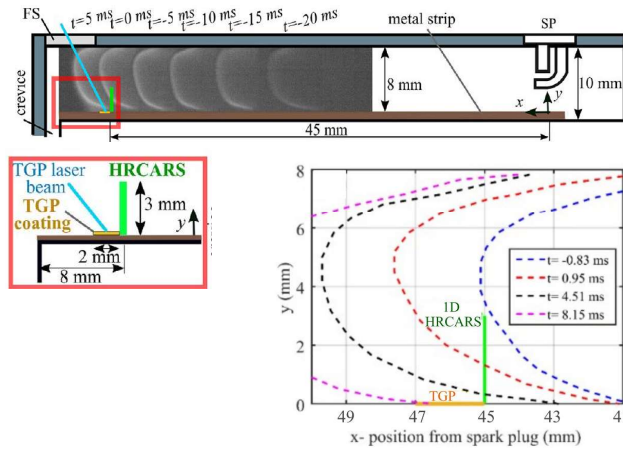 FS
t=5 ms
t=0 ms
t=-5 ms
t=-10 ms
t=-15 ms
t=-20 ms
metal strip
SP
crevice
8 mm
10 mm
x
y
45 mm
TGP laser
beam
HRCARS
TGP
coating
3 mm
y
2 mm
8 mm
8
6
4
2
0
y (mm)
t= -0.83 ms
t= 0.95 ms
t= 4.51 ms
t= 8.15 ms
1D
HRCARS
TGP
49
47
45
43
4
x- position from spark plug (mm)